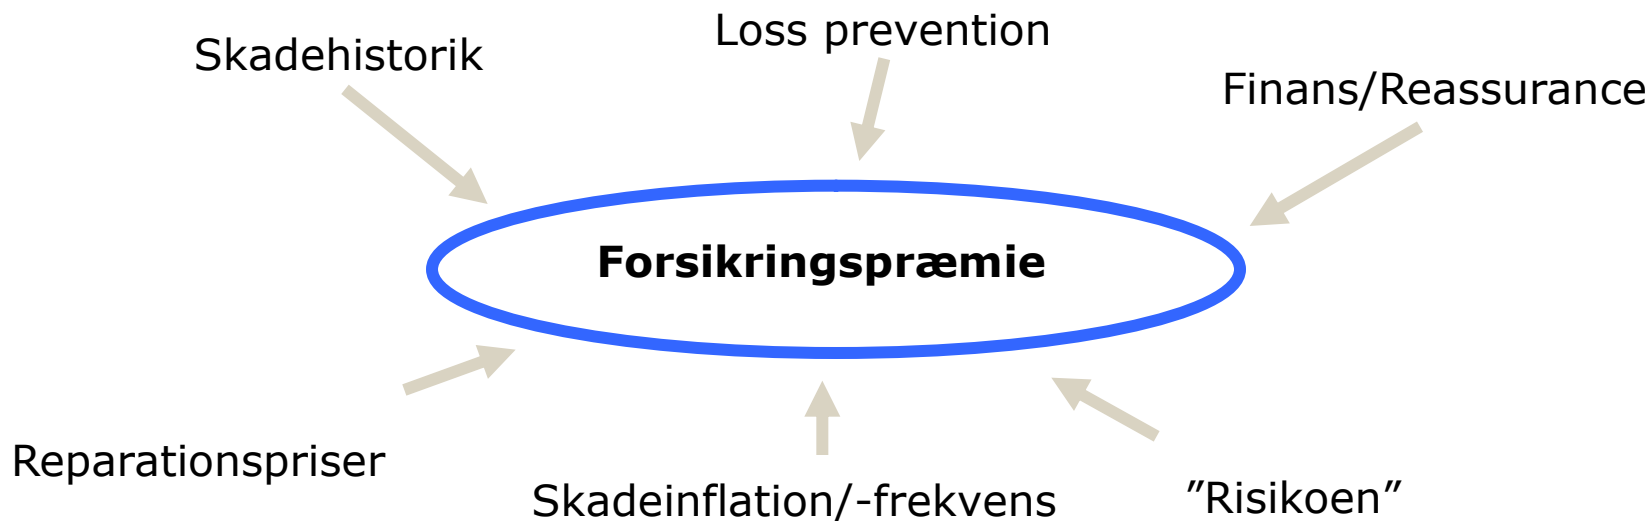 Loss prevention
Skadehistorik
Finans/Reassurance
Forsikringspræmie
Reparationspriser
Skadeinflation/-frekvens
”Risikoen”